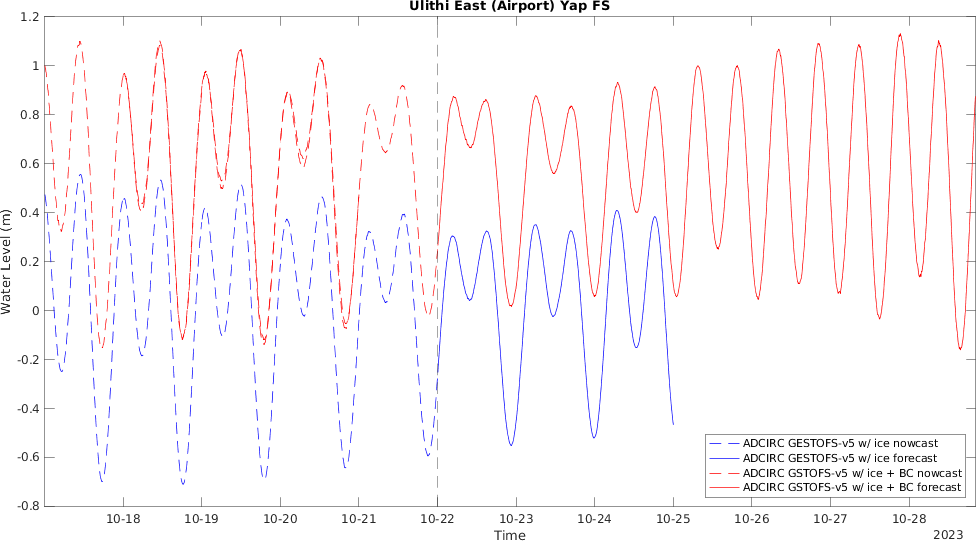 Ulithi East (Airport) Yap FS
1.2
1
0.8
0.6
0.4
0.2
0
-0.2
-0.4
-0.6
-0.8
Water Level (m)
ADCIRC GESTOFS-v5 w/ ice nowcast
ADCIRC GESTOFS-v5 w/ ice forecast
ADCIRC GSTOFS-v5 w/ ice + BC nowcast
ADCIRC GSTOFS-v5 w/ ice + BC forecast
10-18 10-19 10-20 10-21 10-22 10-23 10-24 10-25 10-26 10-27 10-28
Time
2023